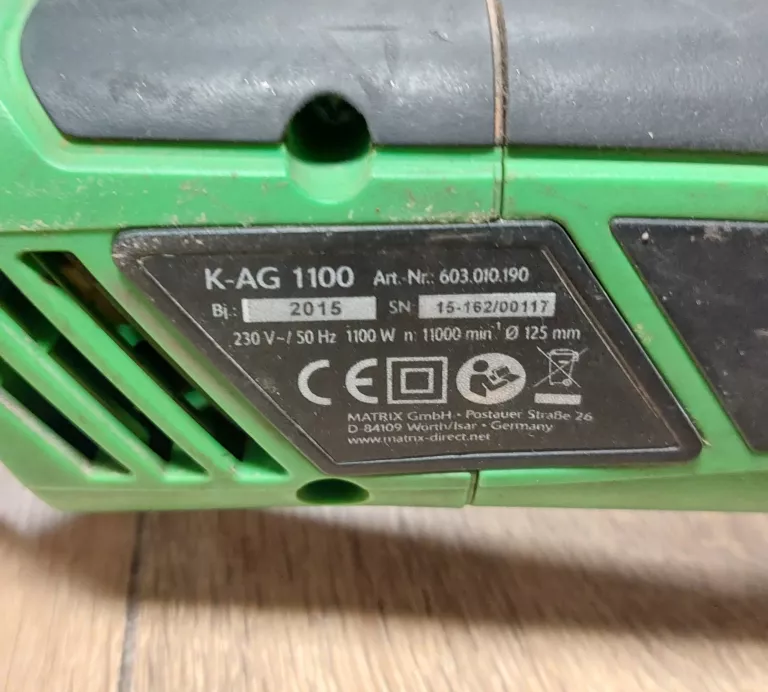 K-AG 1100 Art.-Nr.: 603.010.190
Bj.: 2015 SN 15-162/00117
230 V~/ 50 Hz 1100 W n: 11000 min⁻¹ Ø 125 mm
CE
MATRIX GmbH • Postauer Straße 26
D-84109 Wörth/Isar • Germany
www.matrix-direct.net